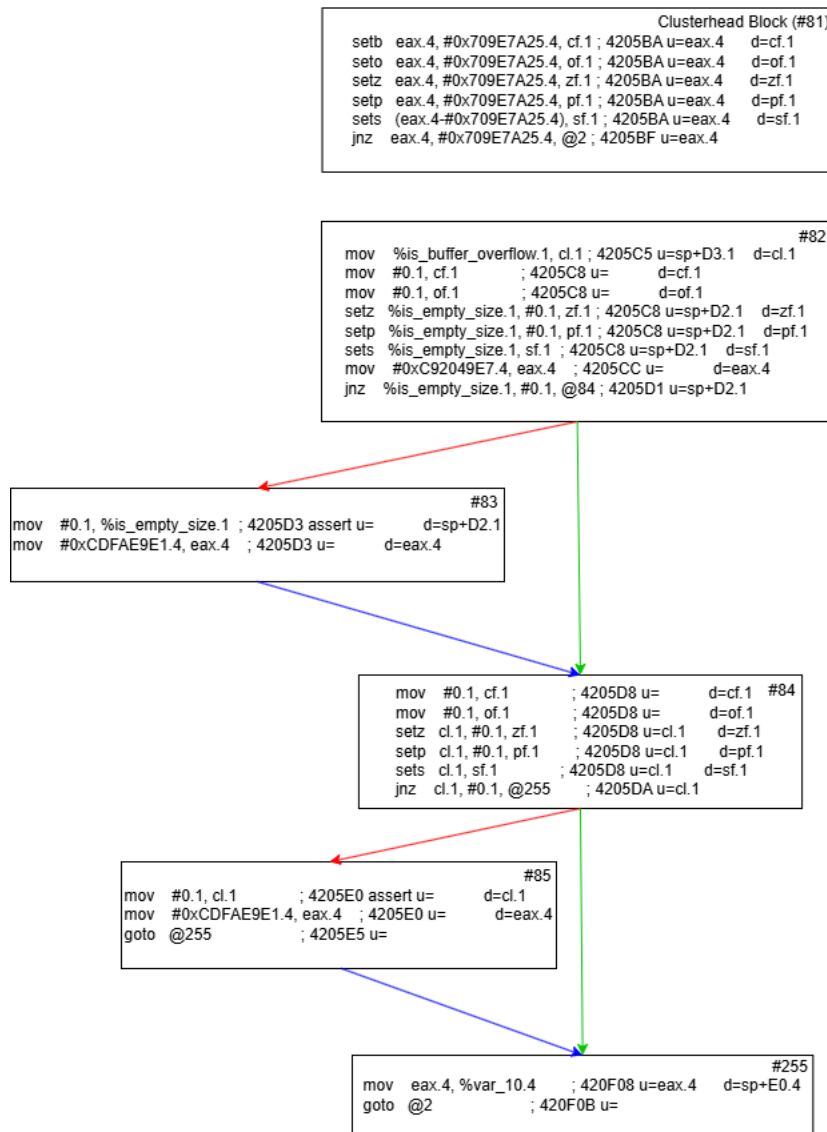 Clusterhead Block (#81)
setb eax.4, #0x709E7A25.4, cf.1 ; 4205BA u=eax.4 d=cf.1
seto eax.4, #0x709E7A25.4, of.1 ; 4205BA u=eax.4 d=of.1
setz eax.4, #0x709E7A25.4, zf.1 ; 4205BA u=eax.4 d=zf.1
setp eax.4, #0x709E7A25.4, pf.1 ; 4205BA u=eax.4 d=pf.1
sets (eax.4-#0x709E7A25.4), sf.1 ; 4205BA u=eax.4 d=sf.1
jnz eax.4, #0x709E7A25.4, @2 ; 4205BF u=eax.4
#82
mov %is_buffer_overflow.1, cl.1 ; 4205C5 u=sp+D3.1 d=cl.1
mov #0.1, cf.1 ; 4205C8 u= d=cf.1
mov #0.1, of.1 ; 4205C8 u= d=of.1
setz %is_empty_size.1, #0.1, zf.1 ; 4205C8 u=sp+D2.1 d=zf.1
setp %is_empty_size.1, #0.1, pf.1 ; 4205C8 u=sp+D2.1 d=pf.1
sets %is_empty_size.1, sf.1 ; 4205C8 u=sp+D2.1 d=sf.1
mov #0xC92049E7.4, eax.4 ; 4205CC u= d=eax.4
jnz %is_empty_size.1, #0.1, @84 ; 4205D1 u=sp+D2.1
#83
mov #0.1, %is_empty_size.1 ; 4205D3 assert u= d=sp+D2.1
mov #0xCDFAE9E1.4, eax.4 ; 4205D3 u= d=eax.4
mov #0.1, cf.1 ; 4205D8 u= d=cf.1 #84
mov #0.1, of.1 ; 4205D8 u= d=of.1
setz cl.1, #0.1, zf.1 ; 4205D8 u=cl.1 d=zf.1
setp cl.1, #0.1, pf.1 ; 4205D8 u=cl.1 d=pf.1
sets cl.1, sf.1 ; 4205D8 u=cl.1 d=sf.1
jnz cl.1, #0.1, @255 ; 4205DA u=cl.1
#85
mov #0.1, cl.1 ; 4205E0 assert u= d=cl.1
mov #0xCDFAE9E1.4, eax.4 ; 4205E0 u= d=eax.4
goto @255 ; 4205E5 u=
#255
mov eax.4, %var_10.4 ; 420F08 u=eax.4 d=sp+E0.4
goto @2 ; 420F0B u=